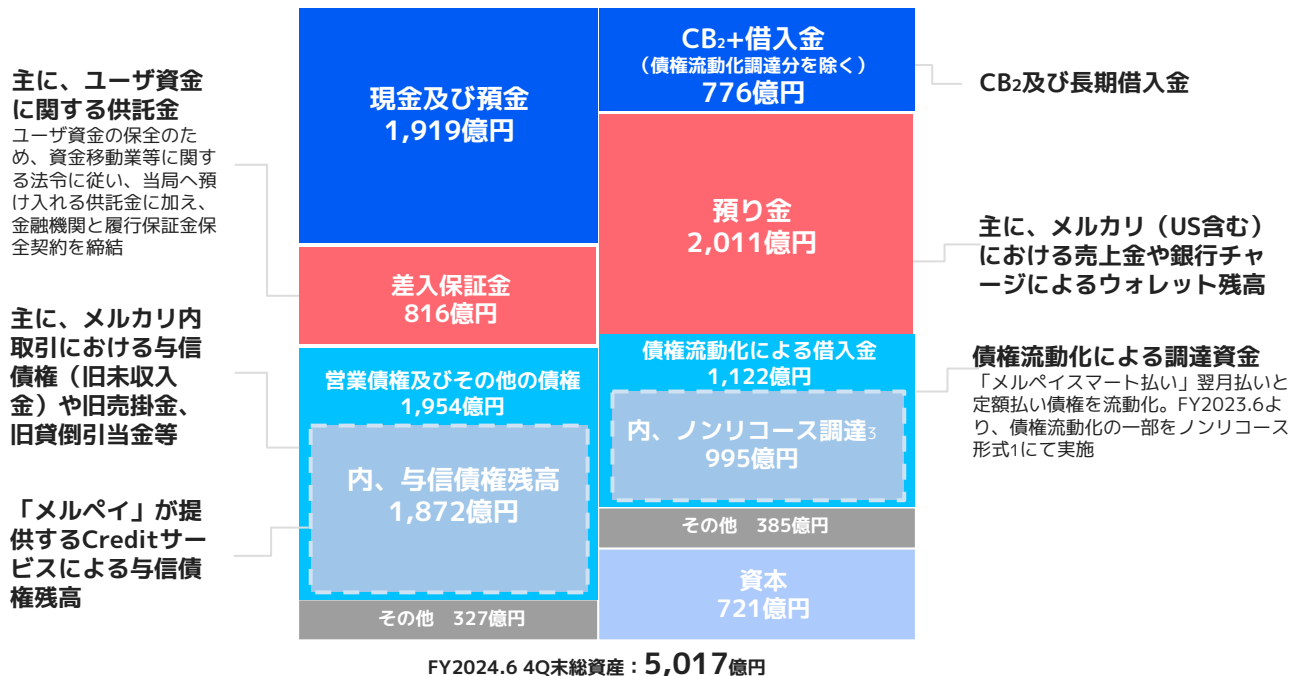 主に、ユーザ資金
に関する供託金
ユーザ資金の保全のた
め、資金移動業等に関す
る法令に従い、当局へ預
け入れる供託金に加え、
金融機関と履行保証金保
全契約を締結
主に、メルカリ内
取引における与信
債権（旧未収入
金）や旧売掛金、
旧貸倒引当金等
「メルペイ」が提
供するCreditサー
ビスによる与信債
権残高
現金及び預金
1,919億円
差入保証金
816億円
営業債権及びその他の債権
1,954億円
内、与信債権残高
1,872億円
その他　327億円
CB2+借入金
（債権流動化調達分を除く）
776億円
預り金
2,011億円
債権流動化による借入金
1,122億円
内、ノンリコース調達3
995億円
その他　385億円
資本
721億円
CB2及び長期借入金
主に、メルカリ（US含む）
における売上金や銀行チャ
ージによるウォレット残高
債権流動化による調達資金
「メルペイスマート払い」翌月払いと
定額払い債権を流動化。FY2023.6よ
り、債権流動化の一部をノンリコース
形式1にて実施
FY2024.6 4Q末総資産：5,017億円